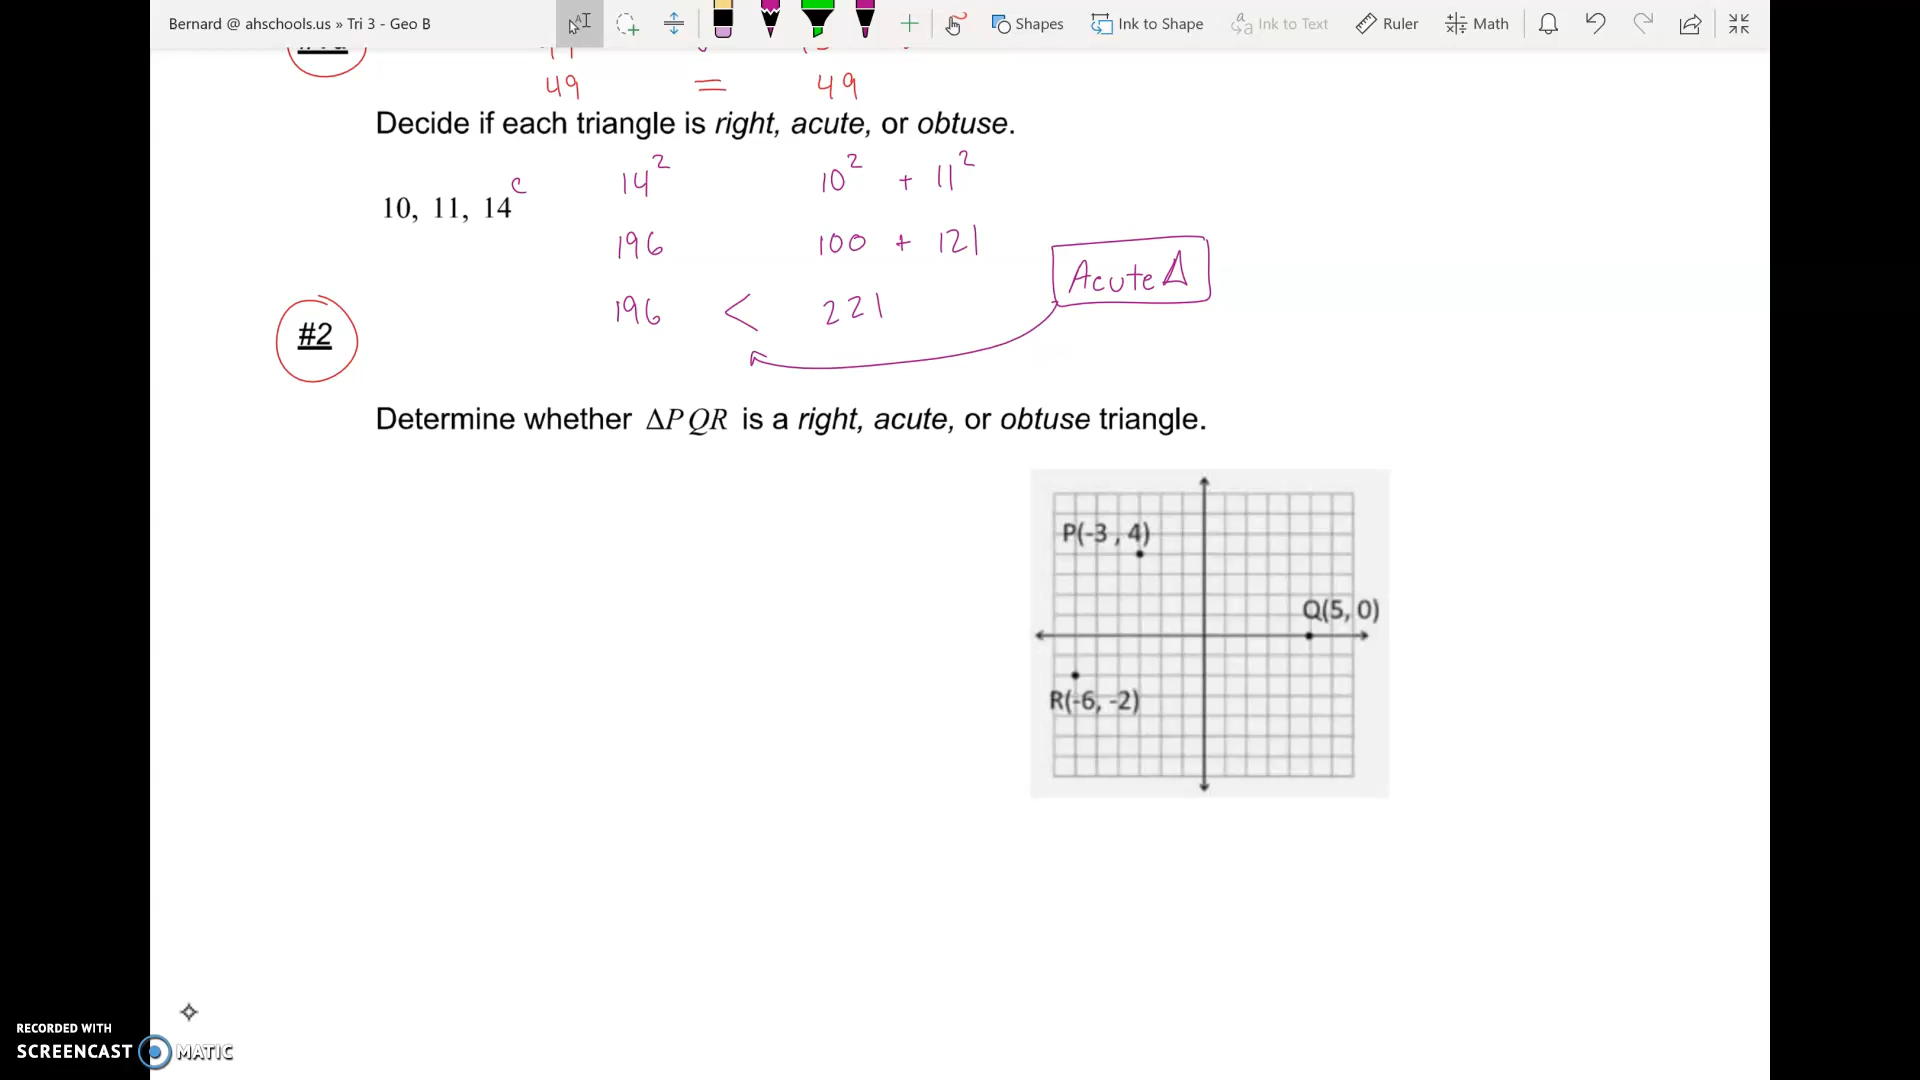 Bernard @ ahschools.us » Tri 3 - Geo B
Shapes
Ink to Shape
Ink to Text
Ruler
Math
49 = 49
Decide if each triangle is right, acute, or obtuse.
14² 10² + 11²
10, 11, 14 c
196 100 + 121
Acute △
196 < 221
#2
Determine whether ΔPQR is a right, acute, or obtuse triangle.
P(-3 , 4)
Q(5, 0)
R(-6, -2)
RECORDED WITH
SCREENCAST MATIC